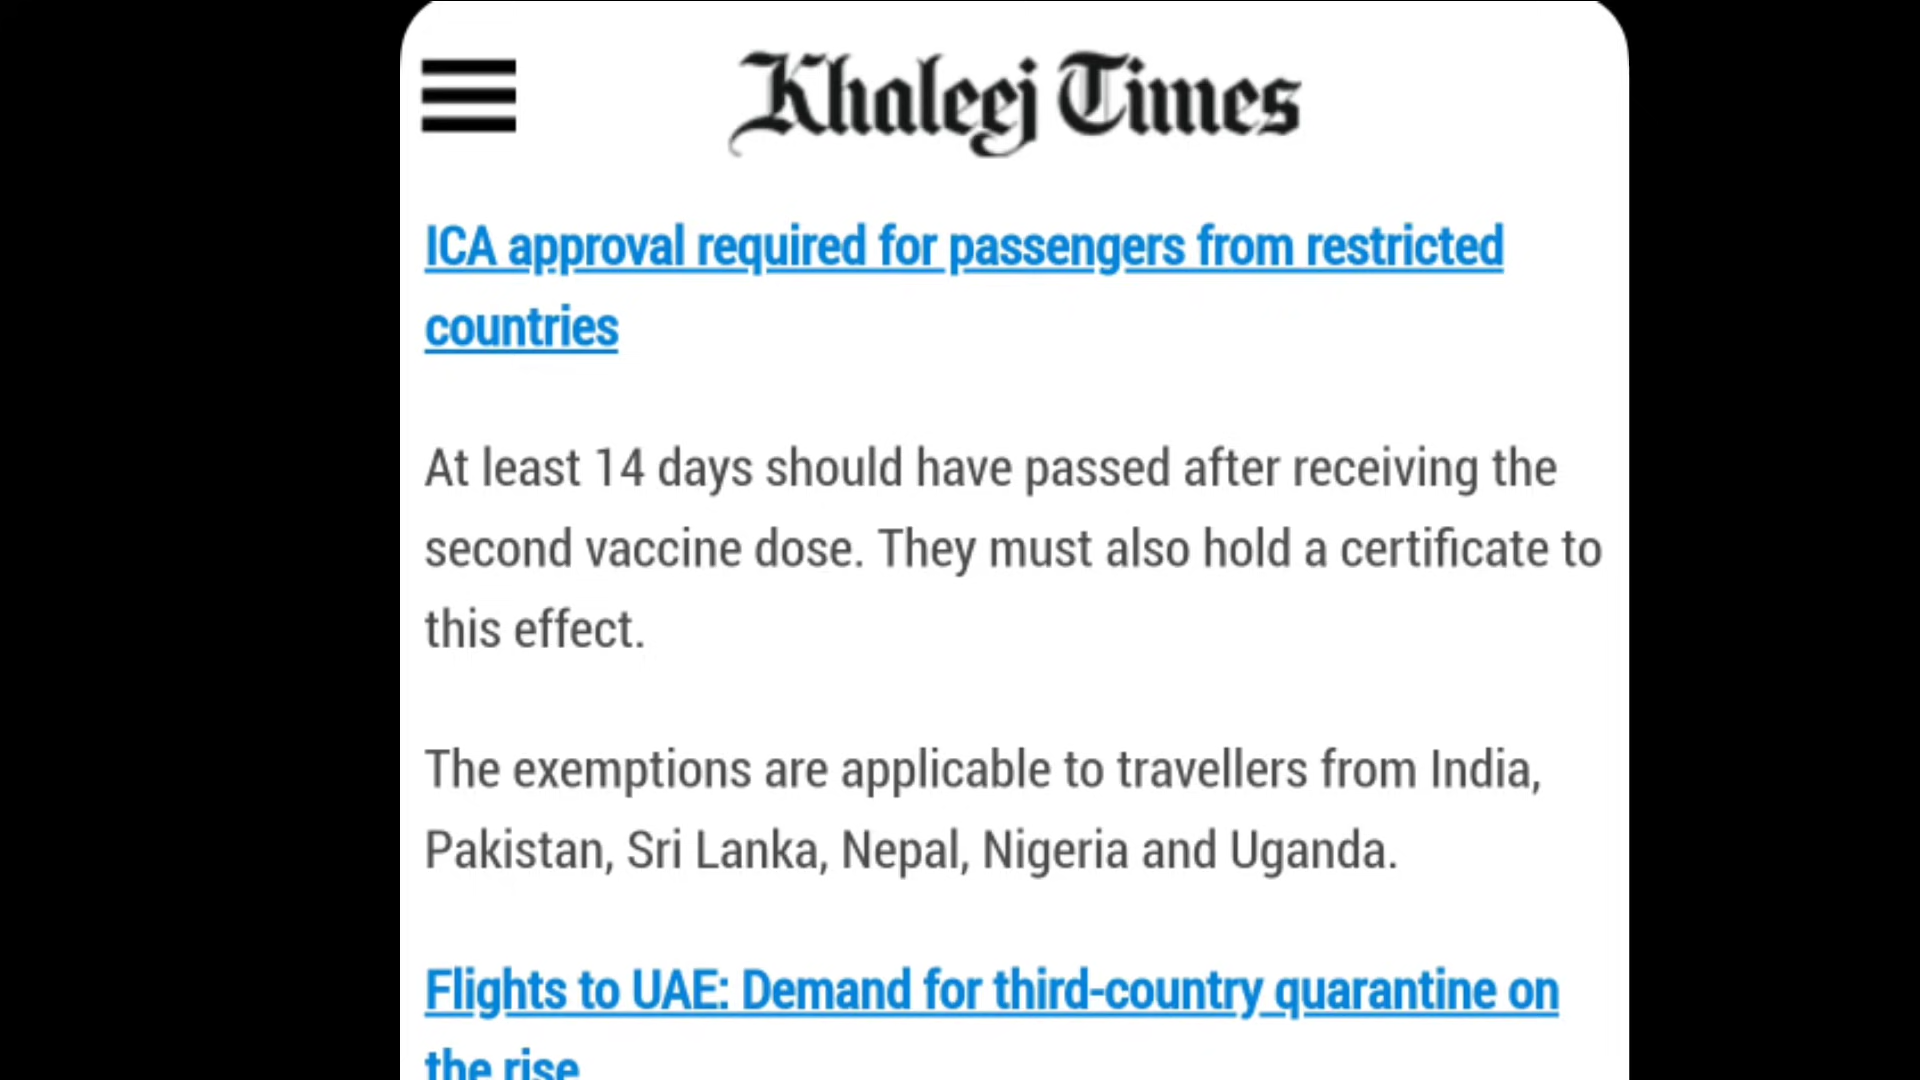 Khaleej Times
ICA approval required for passengers from restricted
countries
At least 14 days should have passed after receiving the
second vaccine dose. They must also hold a certificate to
this effect.
The exemptions are applicable to travellers from India,
Pakistan, Sri Lanka, Nepal, Nigeria and Uganda.
Flights to UAE: Demand for third-country quarantine on
the rise